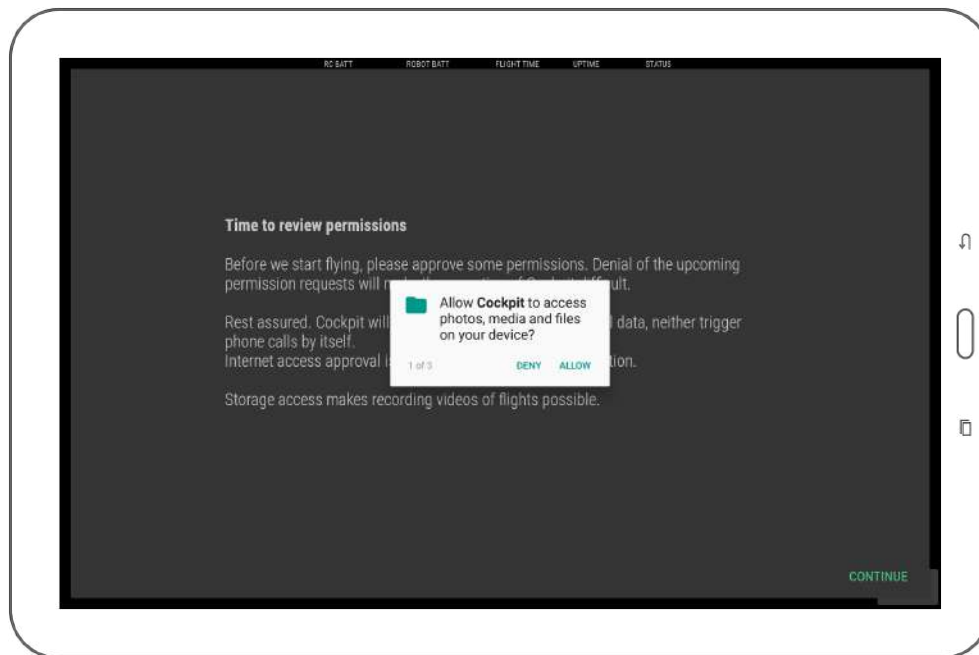 RC BATT ROBOT BATT FLIGHT TIME UPTIME STATUS
Time to review permissions
Before we start flying, please approve some permissions. Denial of the upcoming
permission requests will
Rest assured. Cockpit will data, neither trigger
phone calls by itself.
Internet access approval
Storage access makes recording videos of flights possible.
Allow Cockpit to access
photos, media and files
on your device?
1 of 3 DENY ALLOW
CONTINUE